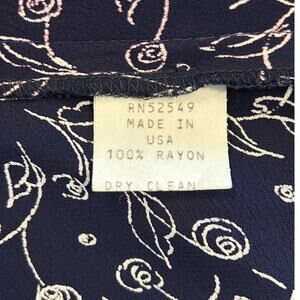 RN52549
MADE IN
USA
100% RAYON
DRY CLEAN